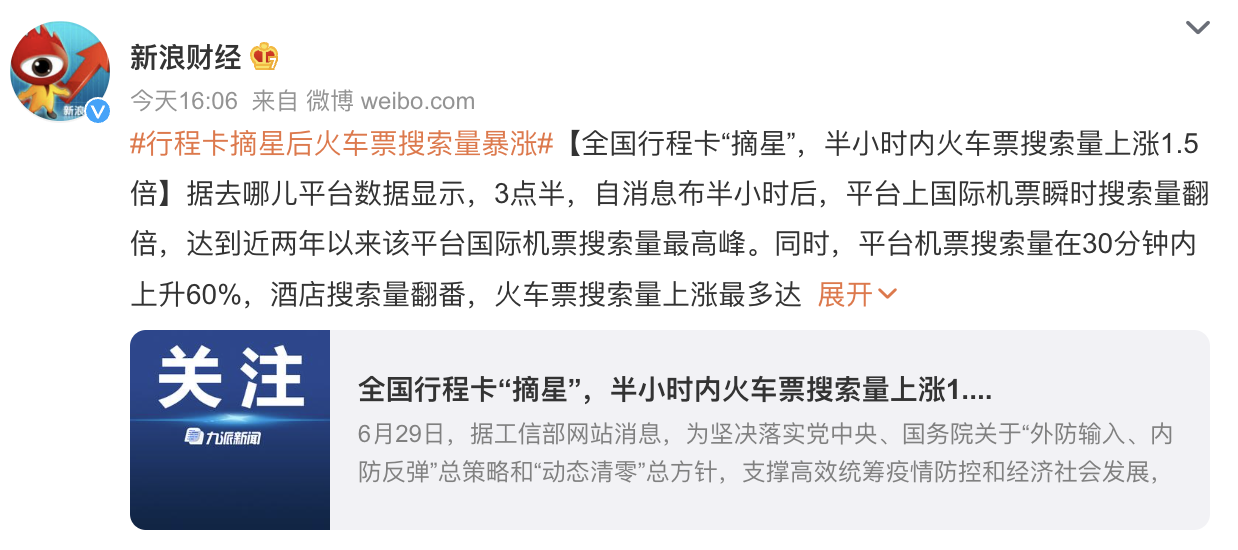 新浪财经
今天16:06 来自 微博 weibo.com
#行程卡摘星后火车票搜索量暴涨#【全国行程卡“摘星”，半小时内火车票搜索量上涨1.5
倍】据去哪儿平台数据显示，3点半，自消息布半小时后，平台上国际机票瞬时搜索量翻
倍，达到近两年以来该平台国际机票搜索量最高峰。同时，平台机票搜索量在30分钟内
上升60%，酒店搜索量翻番，火车票搜索量上涨最多达 展开
新浪
关注
九派新闻
全国行程卡“摘星”，半小时内火车票搜索量上涨1....
6月29日，据工信部网站消息，为坚决落实党中央、国务院关于“外防输入、内
防反弹”总策略和“动态清零”总方针，支撑高效统筹疫情防控和经济社会发展，